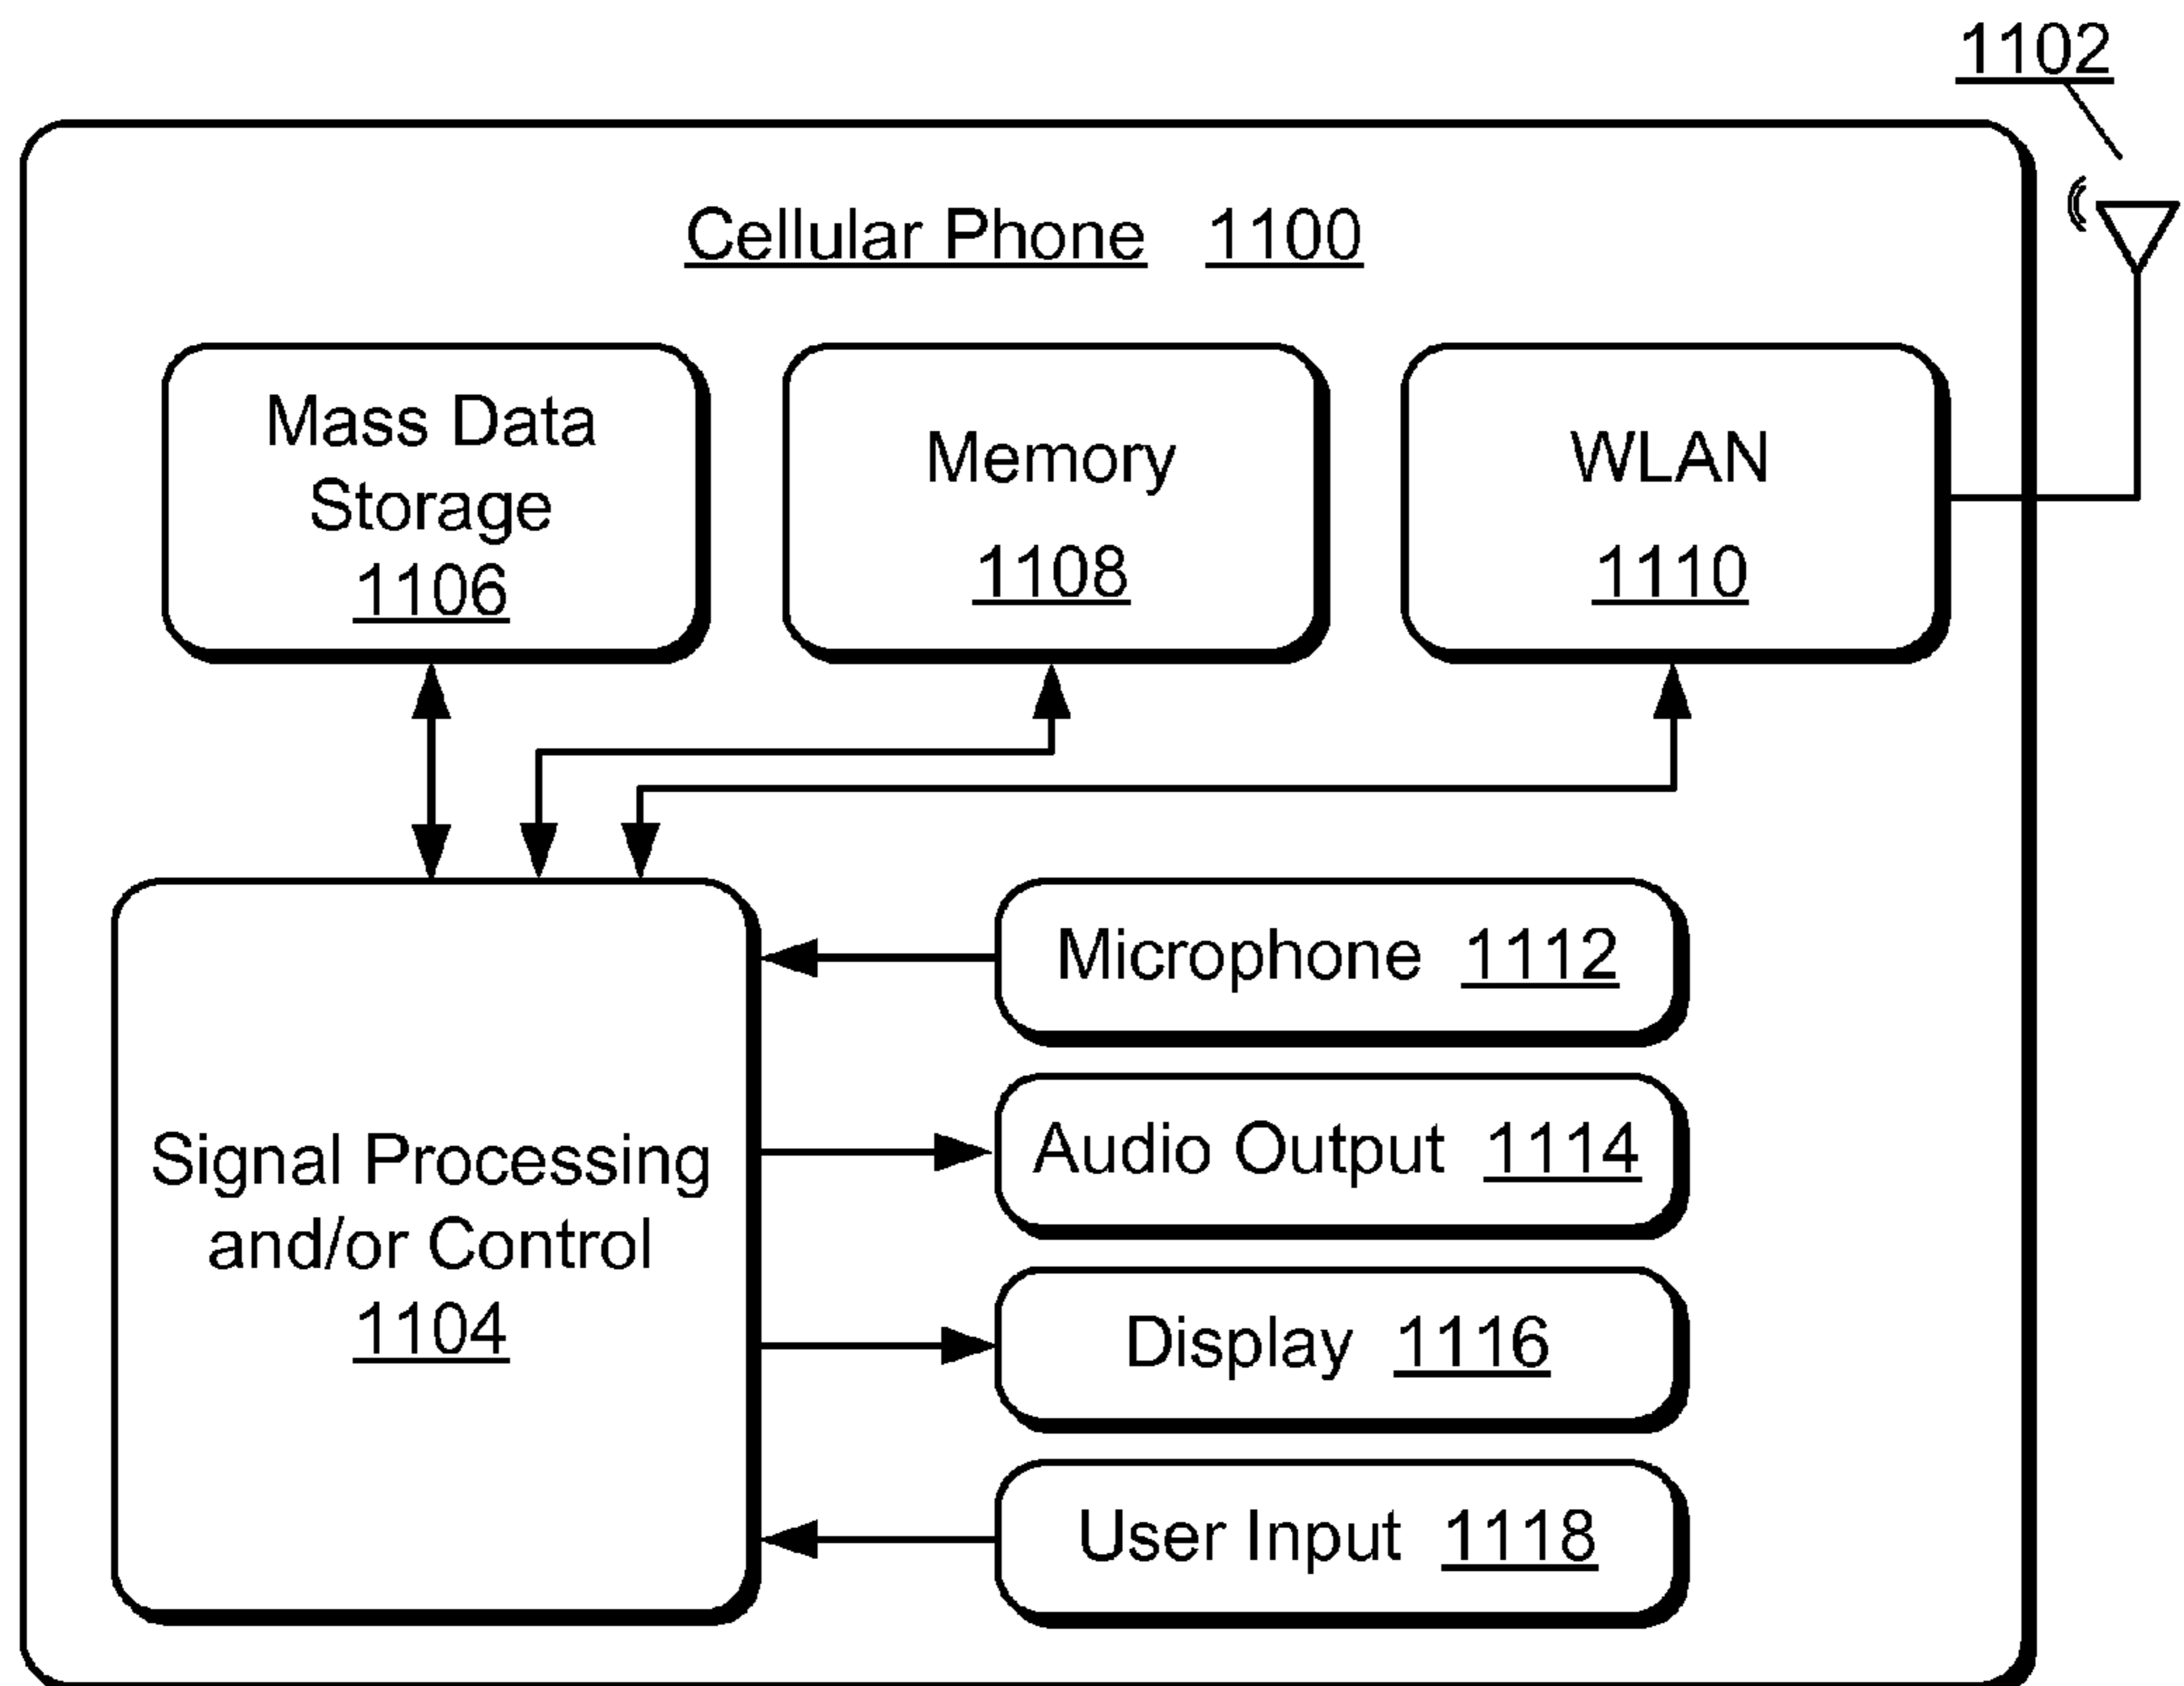 1102
Cellular Phone 1100
Mass Data
Storage
1106
Memory
1108
WLAN
1110
Signal Processing
and/or Control
1104
Microphone 1112
Audio Output 1114
Display 1116
User Input 1118